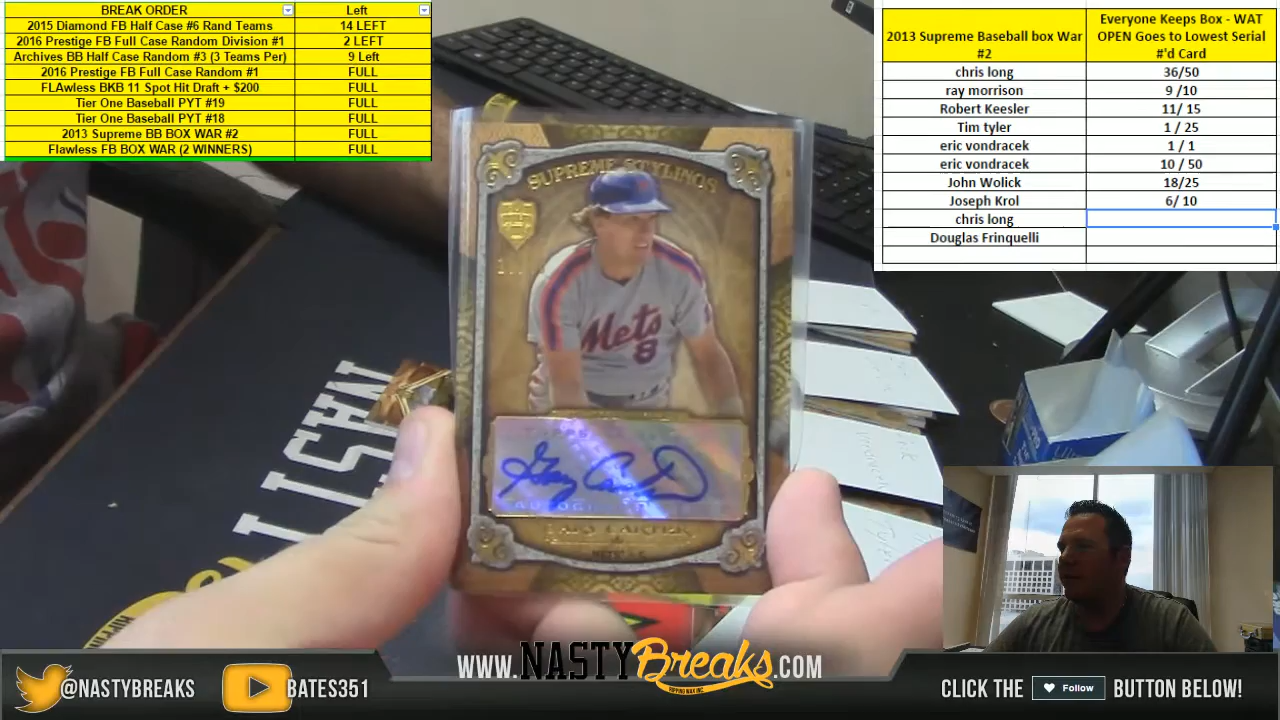 BREAK ORDER Left
2015 Diamond FB Half Case #6 Rand Teams 14 LEFT
2016 Prestige FB Full Case Random Division #1 2 LEFT
Archives BB Half Case Random #3 (3 Teams Per) 9 Left
2016 Prestige FB Full Case Random #1 FULL
FLAwless BKB 11 Spot Hit Draft + $200 FULL
Tier One Baseball PYT #19 FULL
Tier One Baseball PYT #18 FULL
2013 Supreme BB BOX WAR #2 FULL
Flawless FB BOX WAR (2 WINNERS) FULL
2013 Supreme Baseball box War #2
Everyone Keeps Box - WAT OPEN Goes to Lowest Serial #'d Card
chris long 36/50
ray morrison 9 /10
Robert Keesler 11/ 15
Tim tyler 1 / 25
eric vondracek 1 / 1
eric vondracek 10 / 50
John Wolick 18/25
Joseph Krol 6/ 10
chris long
Douglas Frinquelli
SUPREME STYLINGS
Mets
8
Gary Carter
GARY CARTER
WWW.NASTYBreaks.COM
RIPPING WAX INC.
@NASTYBREAKS
BATES351
CLICK THE Follow BUTTON BELOW!